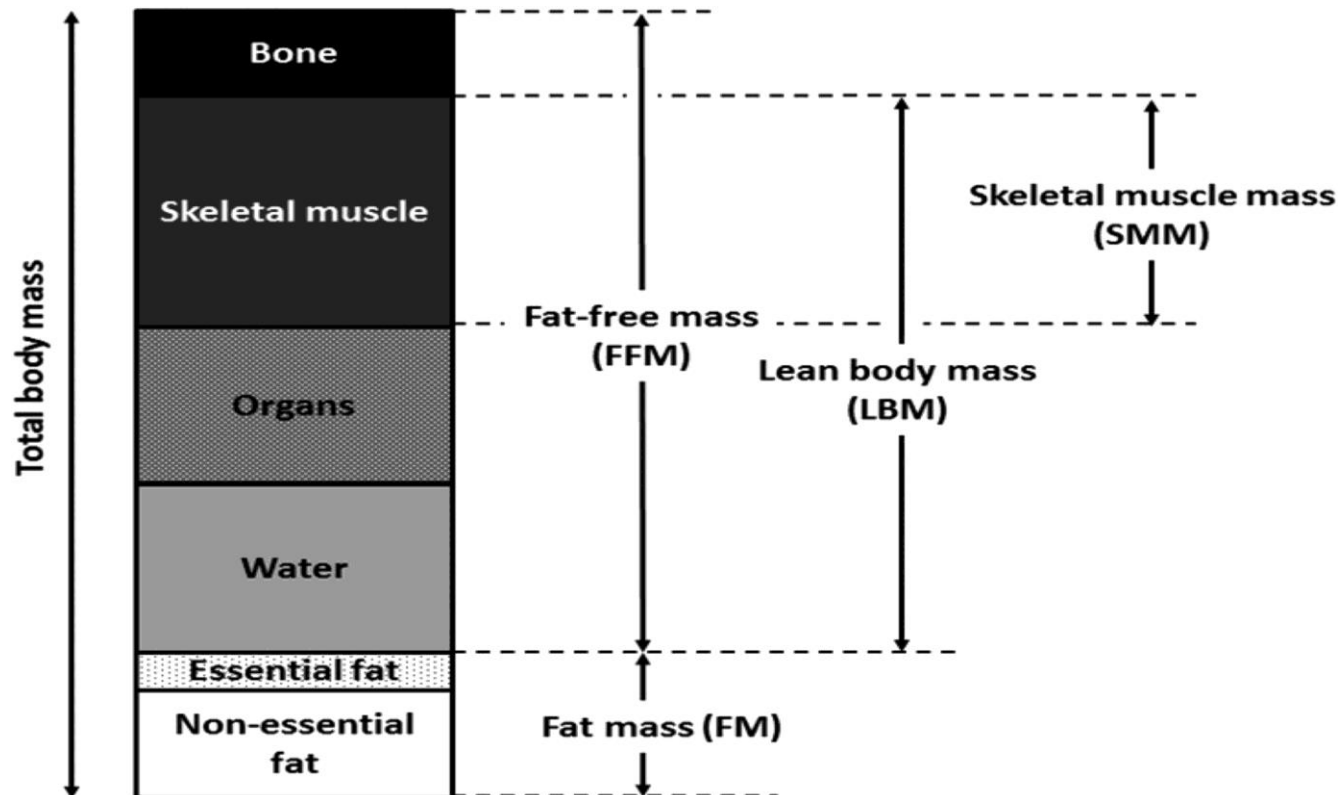 Total body mass
Bone
Skeletal muscle
Organs
Water
Essential fat
Non-essential
fat
Fat-free mass
(FFM)
Fat mass (FM)
Lean body mass
(LBM)
Skeletal muscle mass
(SMM)